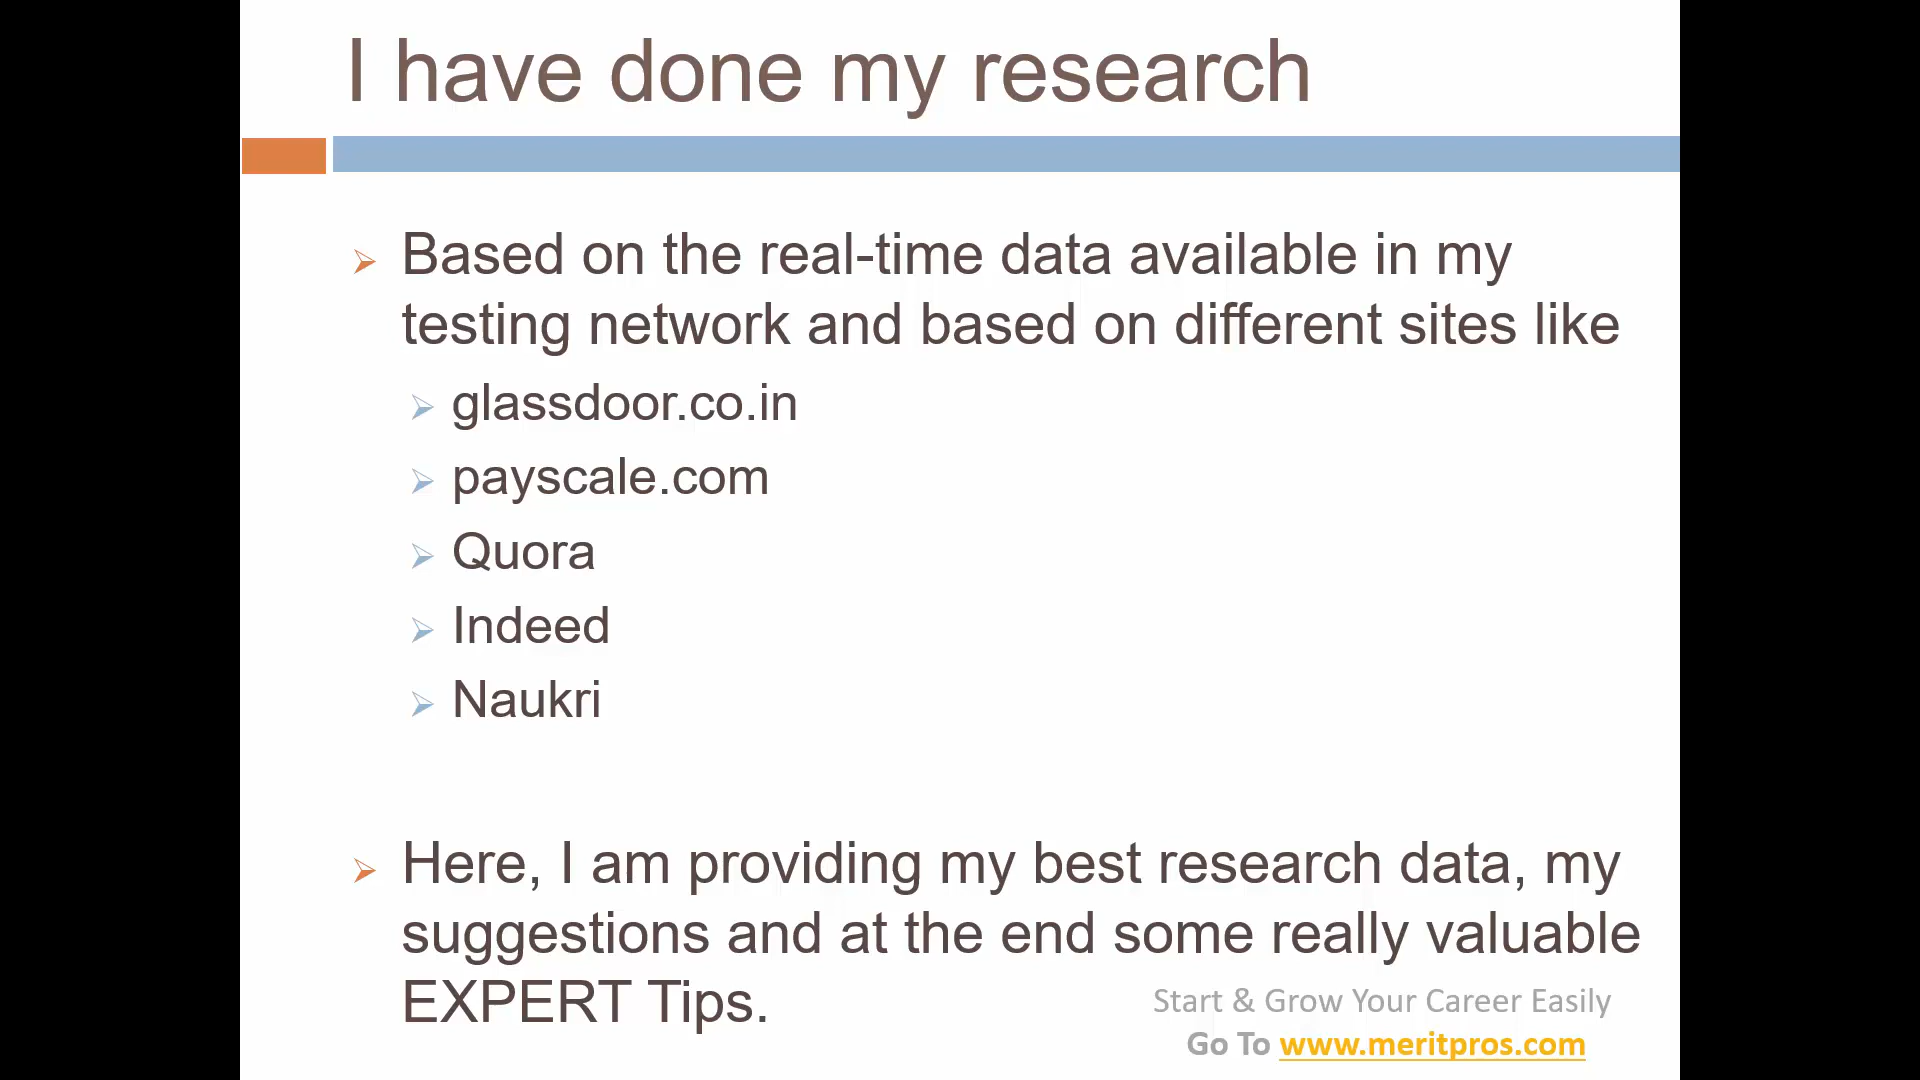 I have done my research
Based on the real-time data available in my
testing network and based on different sites like
glassdoor.co.in
payscale.com
Quora
Indeed
Naukri
Here, I am providing my best research data, my
suggestions and at the end some really valuable
EXPERT Tips.
Start & Grow Your Career Easily
Go To www.meritpros.com